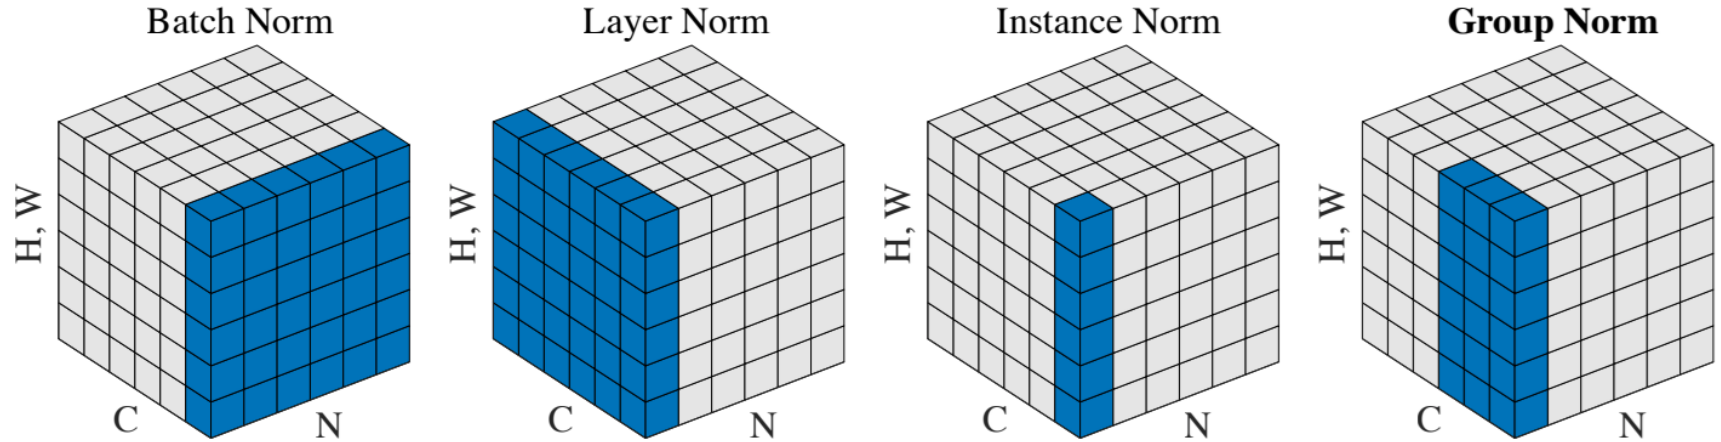 Batch Norm
H, W
C
N
Layer Norm
H, W
C
N
Instance Norm
H, W
C
N
Group Norm
H, W
C
N